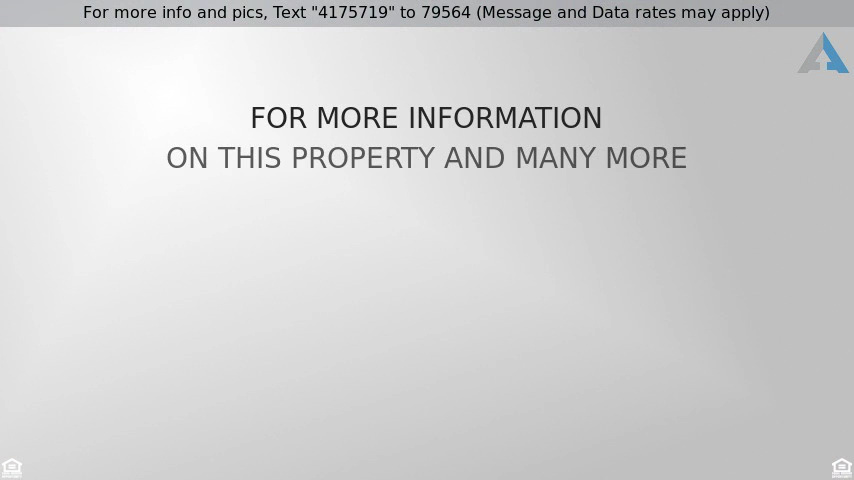 For more info and pics, Text "4175719" to 79564 (Message and Data rates may apply)
FOR MORE INFORMATION
ON THIS PROPERTY AND MANY MORE